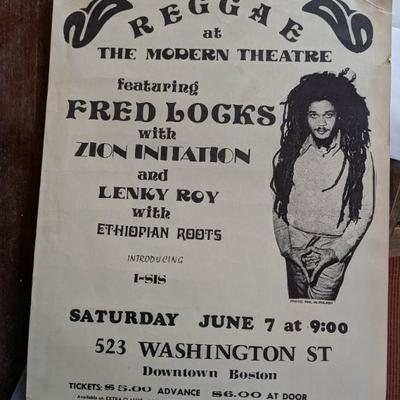 REGGAE
at
THE MODERN THEATRE
featuring
FRED LOCKS
with
ZION INITATION
and
LENKY ROY
with
ETHIOPIAN ROOTS
INTRODUCING
I-SIS
SATURDAY JUNE 7 at 9:00
523 WASHINGTON ST
Downtown Boston
TICKETS: $5.00 ADVANCE $6.00 AT DOOR